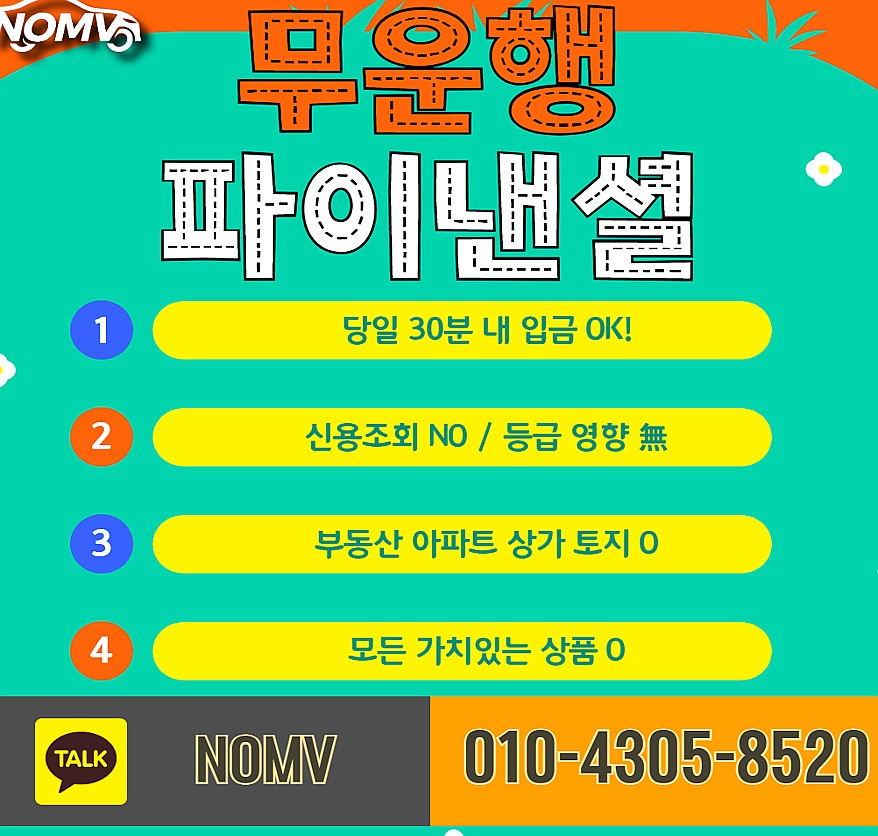 NOMV
무운행
파이낸셜
1 당일 30분 내 입금 OK!
2 신용조회 NO / 등급 영향 無
3 부동산 아파트 상가 토지 O
4 모든 가치있는 상품 O
TALK NOMV 010-4305-8520